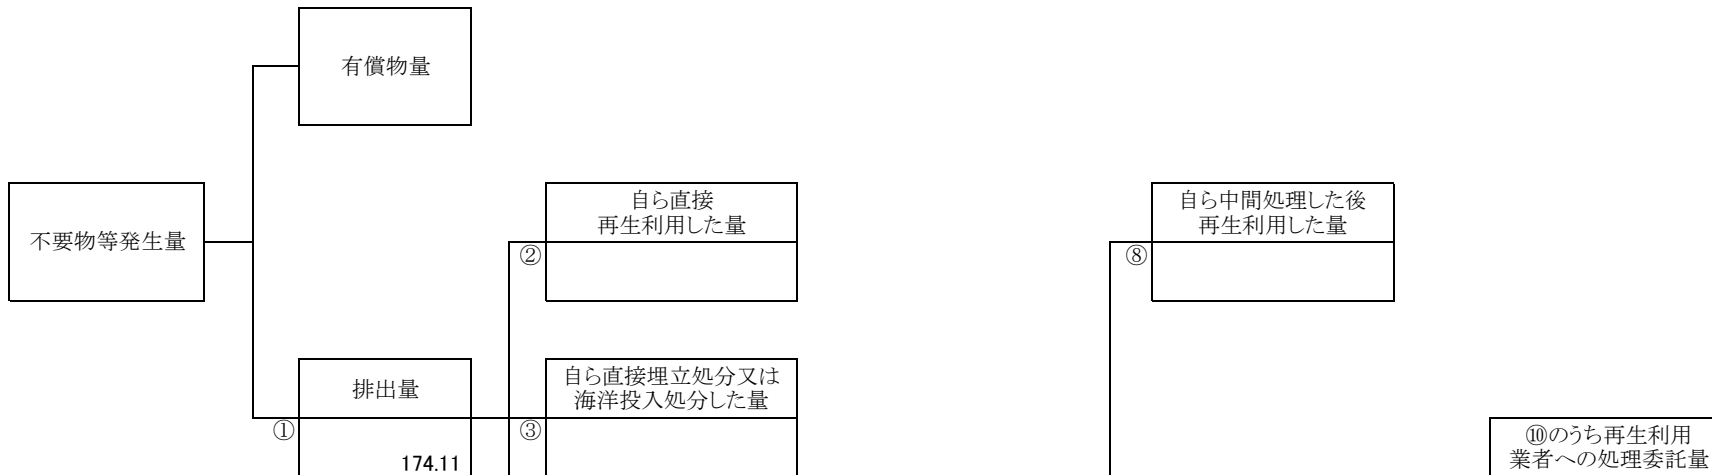 有償物量
不要物等発生量
自ら直接
再生利用した量
②
自ら中間処理した後
再生利用した量
⑧
排出量
①
174.11
自ら直接埋立処分又は
海洋投入処分した量
③
⑩のうち再生利用
業者への処理委託量